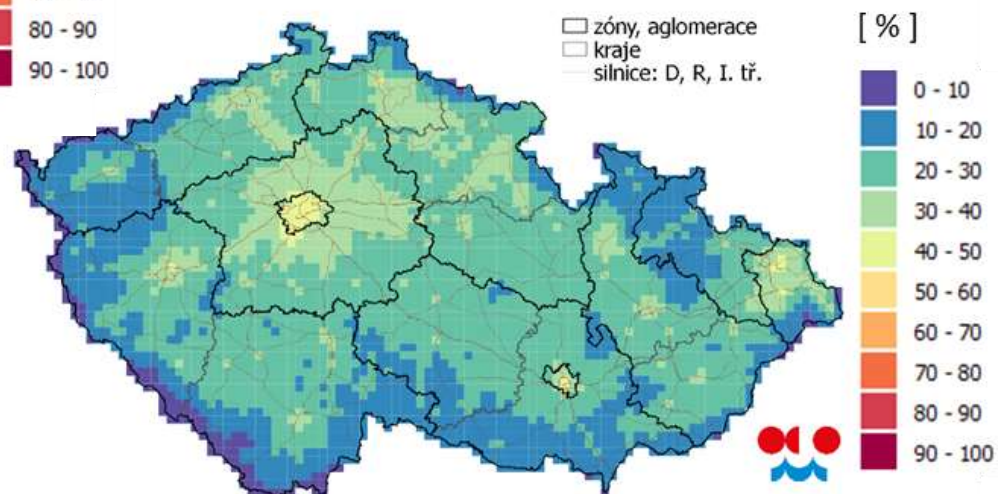 80 - 90
90 - 100
zóny, aglomerace
kraje
silnice: D, R, I. tř.
[ % ]
0 - 10
10 - 20
20 - 30
30 - 40
40 - 50
50 - 60
60 - 70
70 - 80
80 - 90
90 - 100